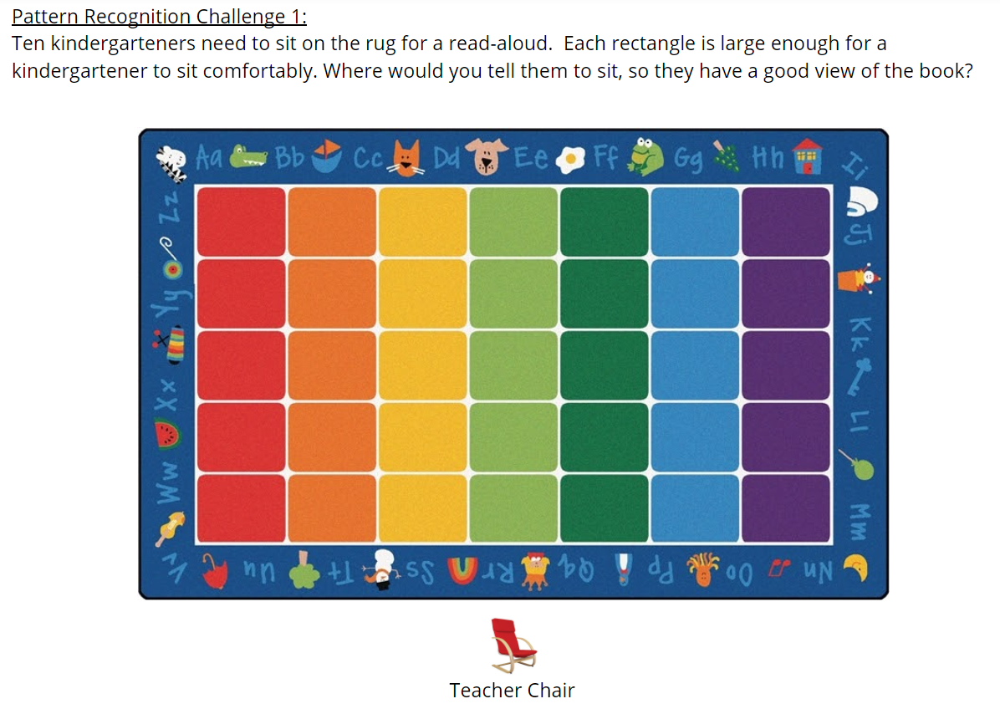 Pattern Recognition Challenge 1:
Ten kindergarteners need to sit on the rug for a read-aloud.  Each rectangle is large enough for a
kindergartener to sit comfortably. Where would you tell them to sit, so they have a good view of the book?
Aa Bb Cc Dd Ee Ff Gg Hh
Ii
Jj
Kk
Ll
Mm
Nn
Oo
Pp
Qq
Rr
Ss
Tt
Uu
Vv
Ww
Xx
Yy
Zz
Teacher Chair